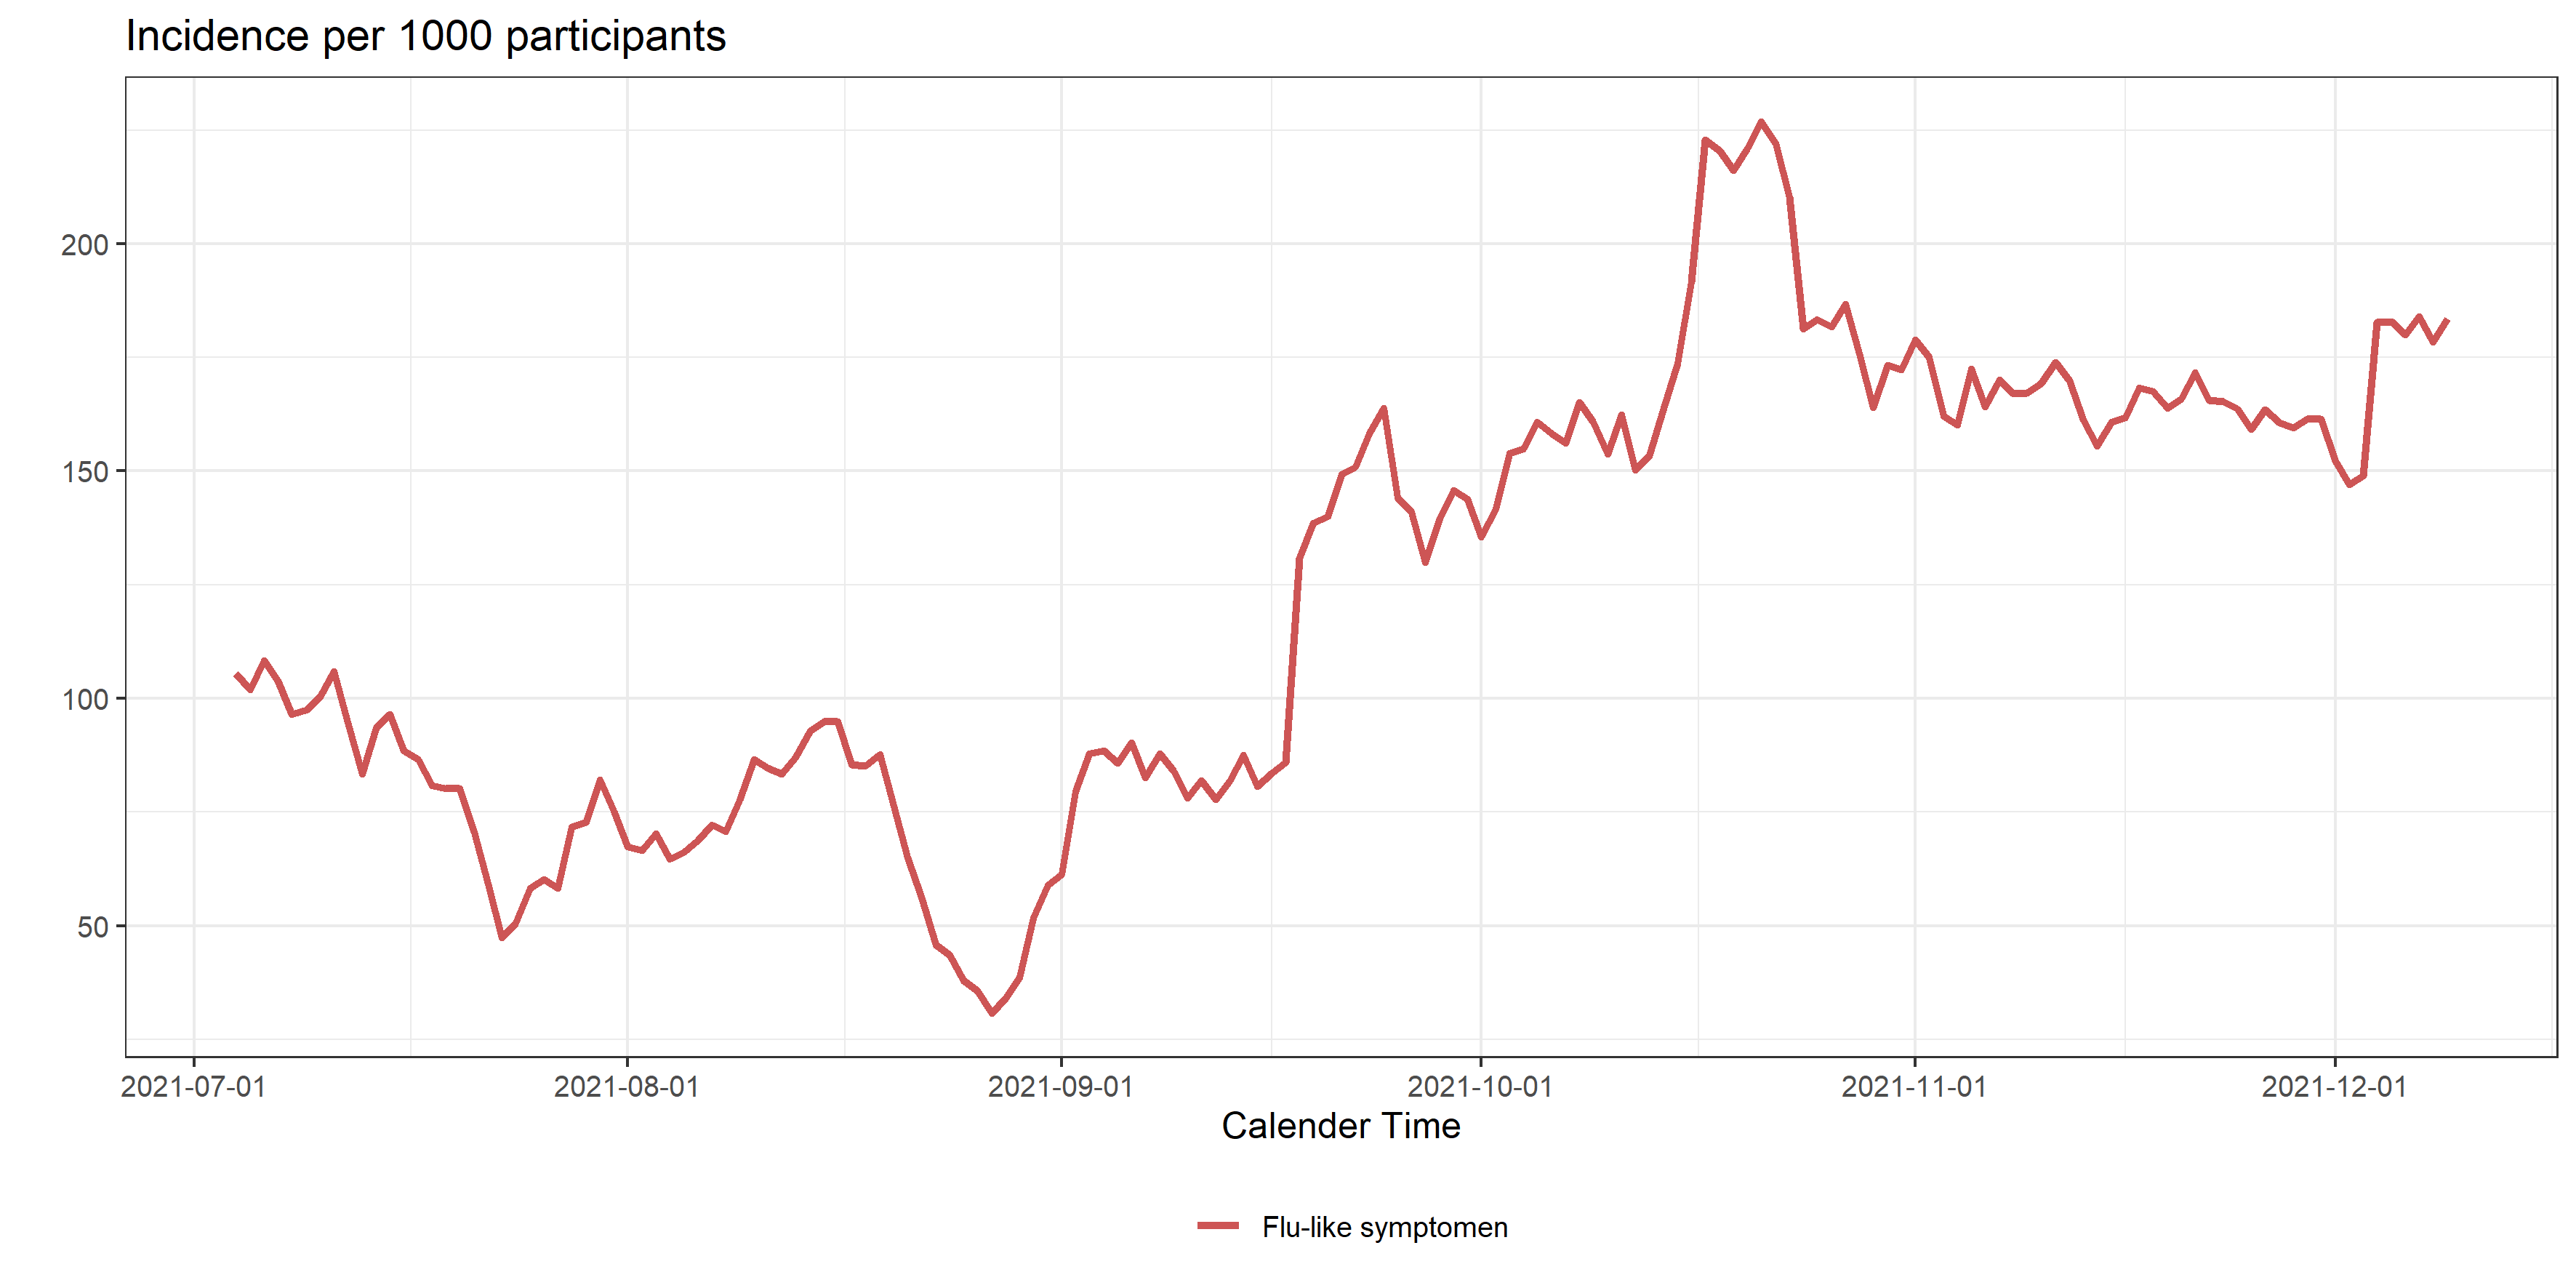 Incidence per 1000 participants
200
150
100
50
2021-07-01 2021-08-01 2021-09-01 2021-10-01 2021-11-01 2021-12-01
Calender Time
Flu-like symptomen